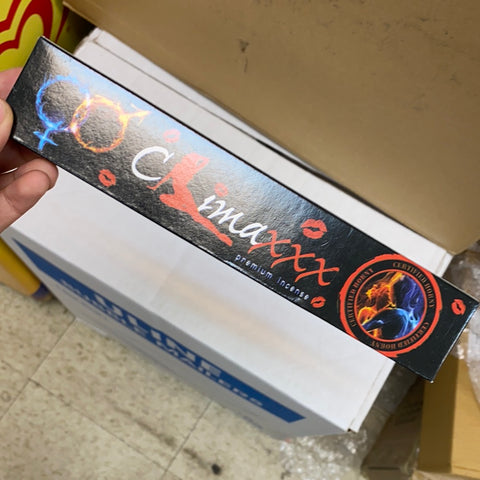 climaxxx
premium incense
CERTIFIED HORNY
CERTIFIED HORNY